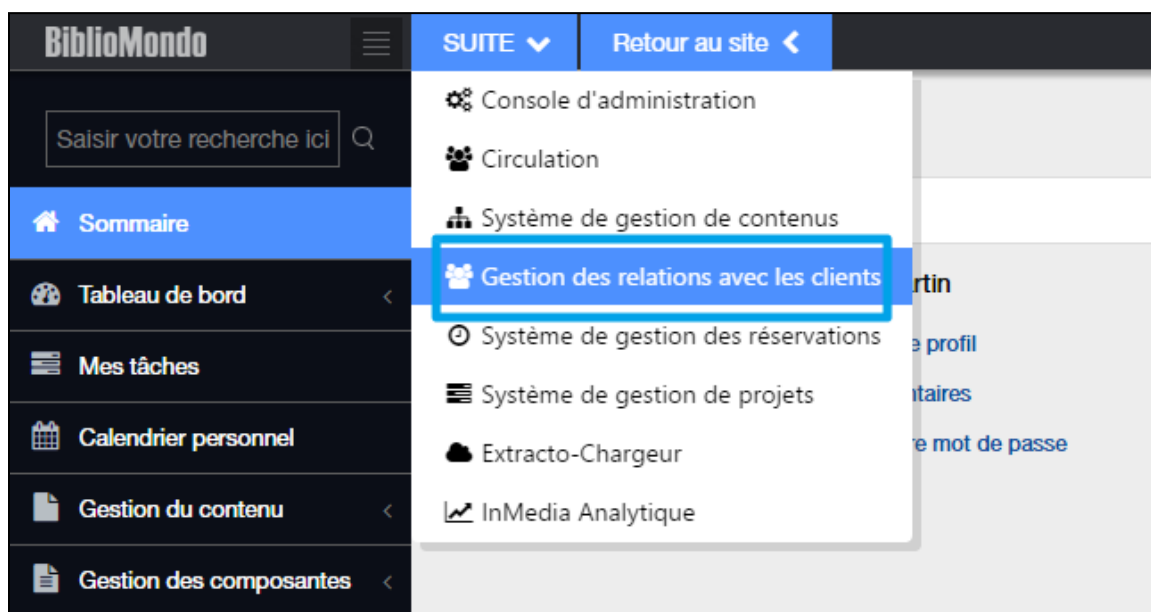 BiblioMondo
SUITE
Retour au site
Saisir votre recherche ici
Sommaire
Tableau de bord
Mes tâches
Calendrier personnel
Gestion du contenu
Gestion des composantes
Console d'administration
Circulation
Système de gestion de contenus
Gestion des relations avec les clients
Système de gestion des réservations
Système de gestion de projets
Extracto-Chargeur
InMedia Analytique
rtin
profil
taires
mot de passe